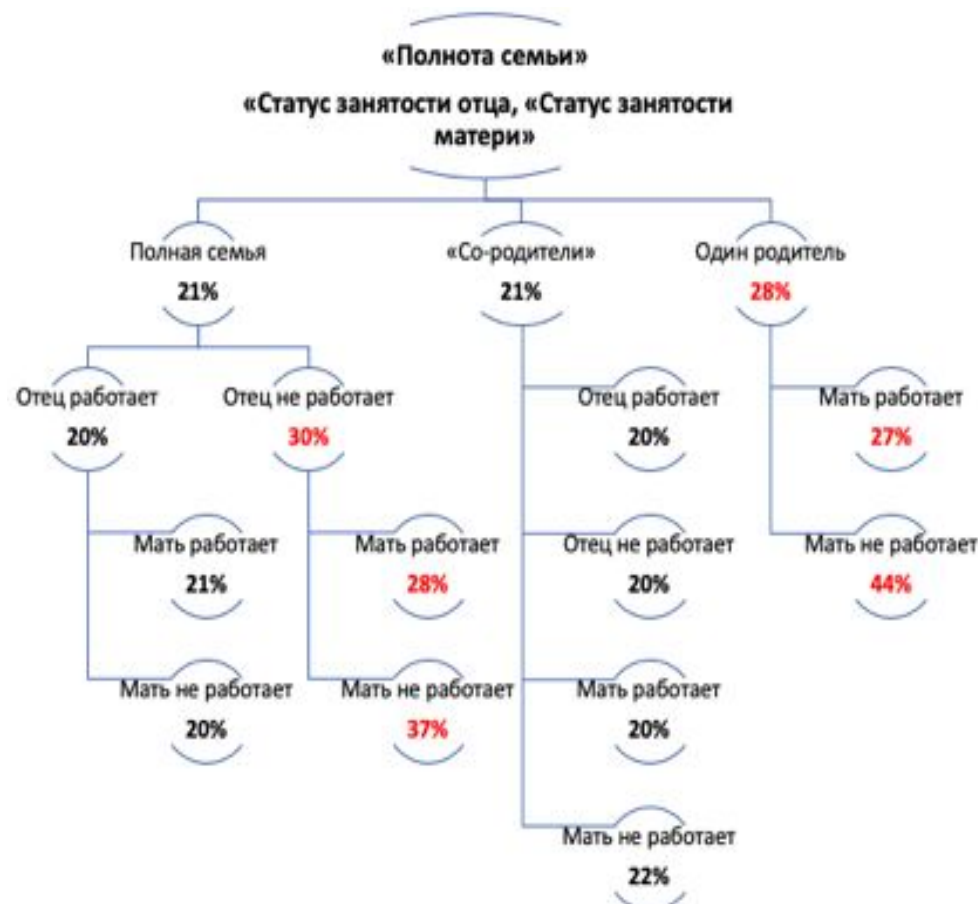 «Полнота семьи»
«Статус занятости отца, «Статус занятости
матери»
Полная семья
21%
«Со-родители»
21%
Один родитель
28%
Отец работает
20%
Отец не работает
30%
Отец работает
20%
Мать работает
27%
Мать работает
21%
Мать работает
28%
Отец не работает
20%
Мать не работает
44%
Мать не работает
20%
Мать не работает
37%
Мать работает
20%
Мать не работает
22%